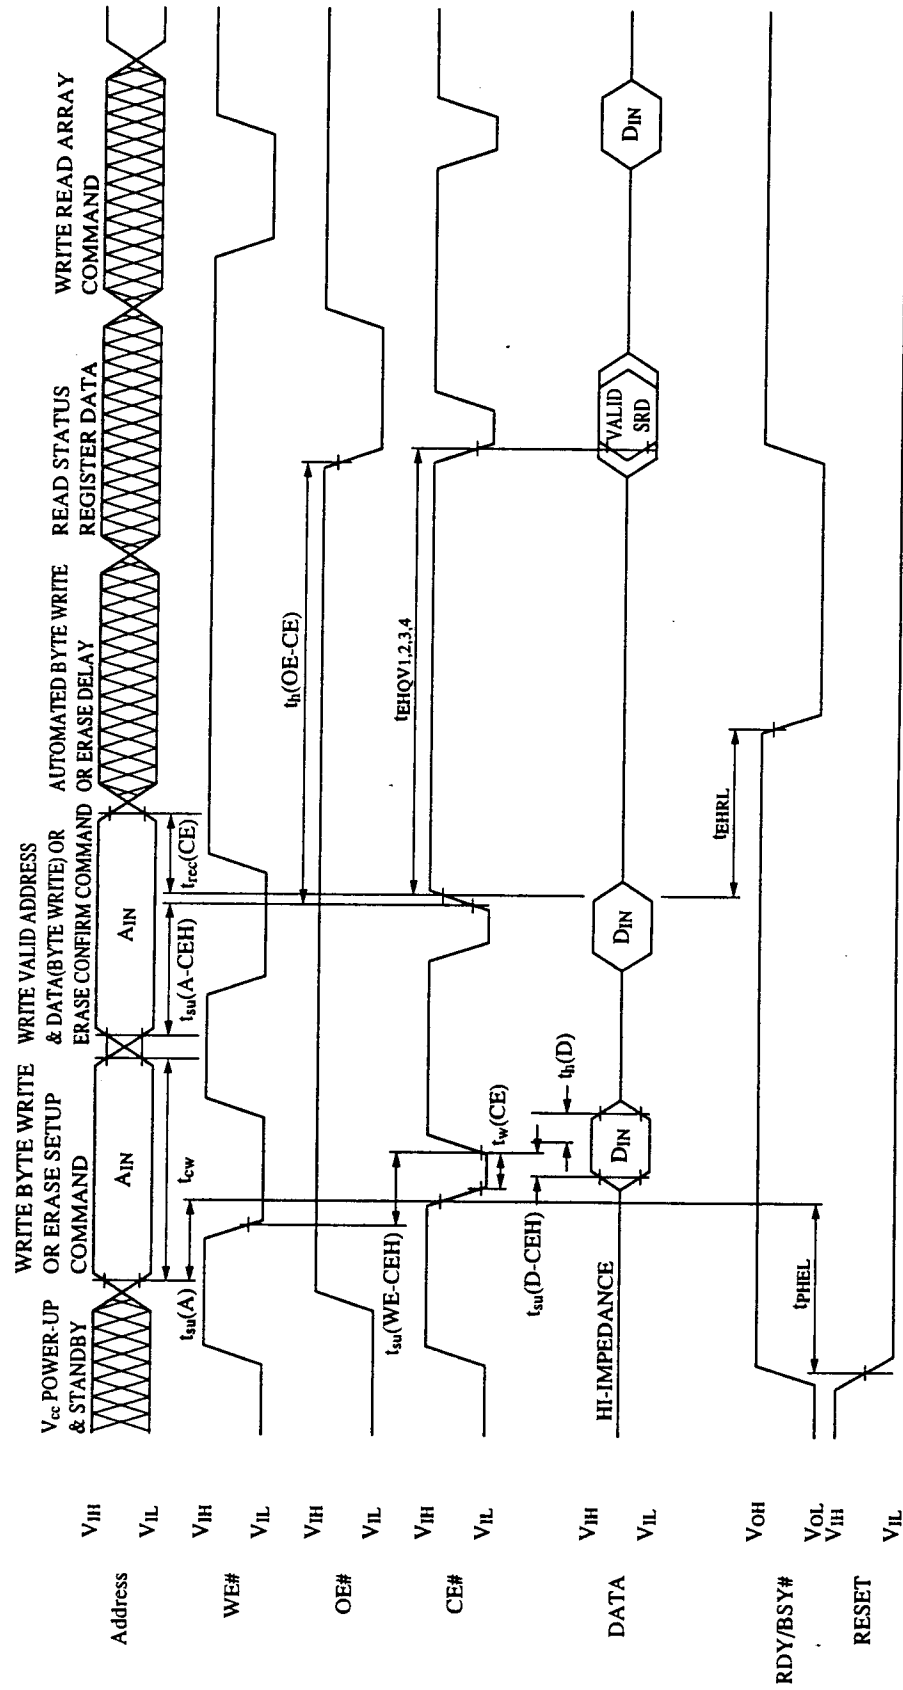 Vcc POWER-UP
& STANDBY
WRITE BYTE WRITE
OR ERASE SETUP
COMMAND
WRITE VALID ADDRESS
& DATA(BYTE WRITE) OR
ERASE CONFIRM COMMAND
AUTOMATED BYTE WRITE
OR ERASE DELAY
READ STATUS
REGISTER DATA
WRITE READ ARRAY
COMMAND
Address
VIH
VIL
AIN
AIN
tcw
tsu(A)
tsu(A-CEH)
trec(CE)
WE#
VIH
VIL
OE#
VIH
VIL
th(OE-CE)
tsu(WE-CEH)
CE#
VIH
VIL
tEHQV1,2,3,4
tw(CE)
tsu(D-CEH)
th(D)
DATA
VIH
VIL
HI-IMPEDANCE
DIN
DIN
VALID
SRD
DIN
tEHRL
RDY/BSY#
VOH
VOL
tPHEL
RESET
VIH
VIL